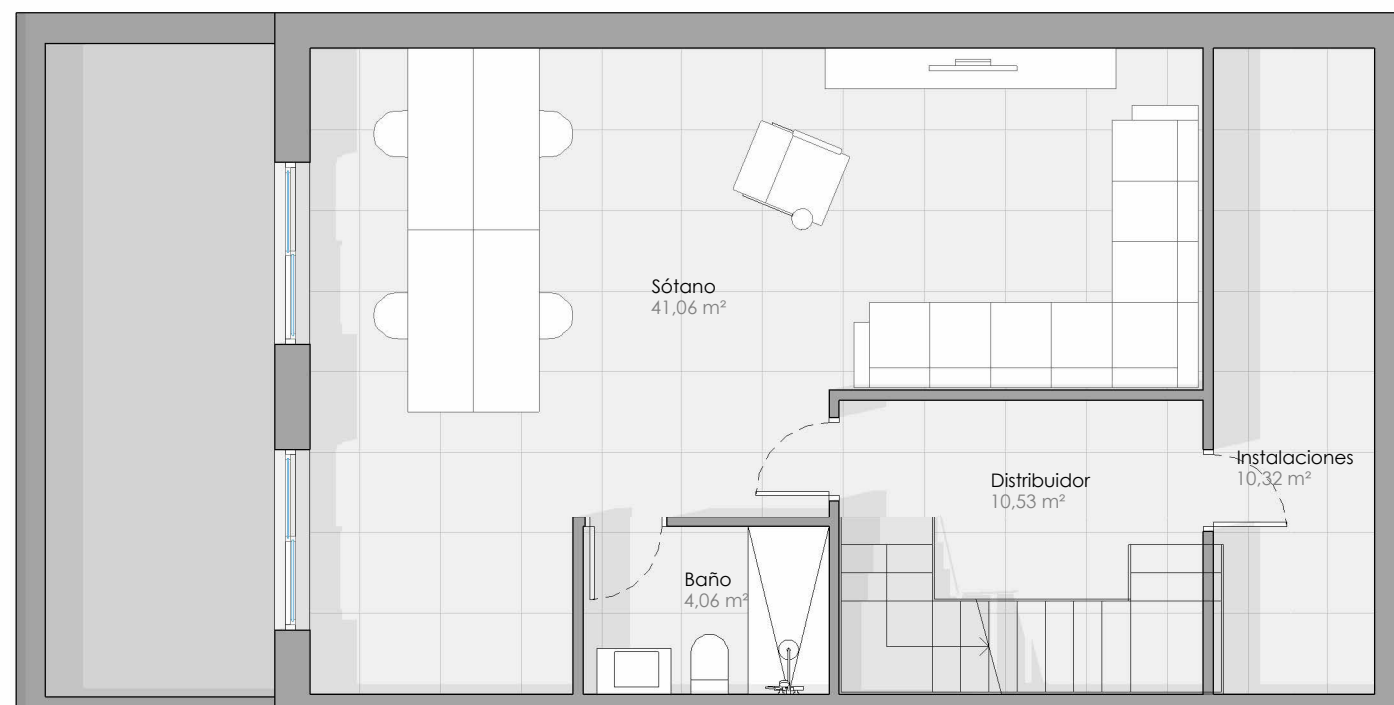 Sótano
41,06 m²
Instalaciones
10,32 m²
Distribuidor
10,53 m²
Baño
4,06 m²